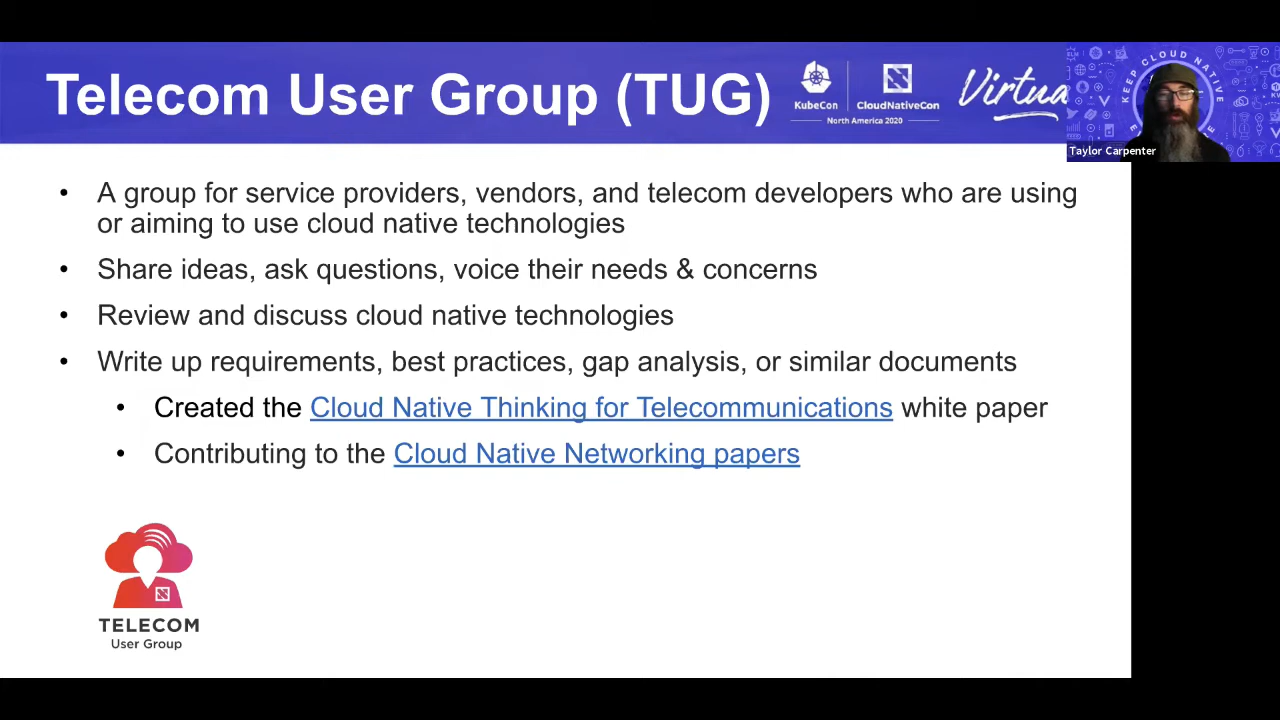 Telecom User Group (TUG)
KubeCon
CloudNativeCon
North America 2020
Virtua
KEEP CLOUD NATIVE
Taylor Carpenter
• A group for service providers, vendors, and telecom developers who are using
or aiming to use cloud native technologies
• Share ideas, ask questions, voice their needs & concerns
• Review and discuss cloud native technologies
• Write up requirements, best practices, gap analysis, or similar documents
• Created the Cloud Native Thinking for Telecommunications white paper
• Contributing to the Cloud Native Networking papers
TELECOM
User Group